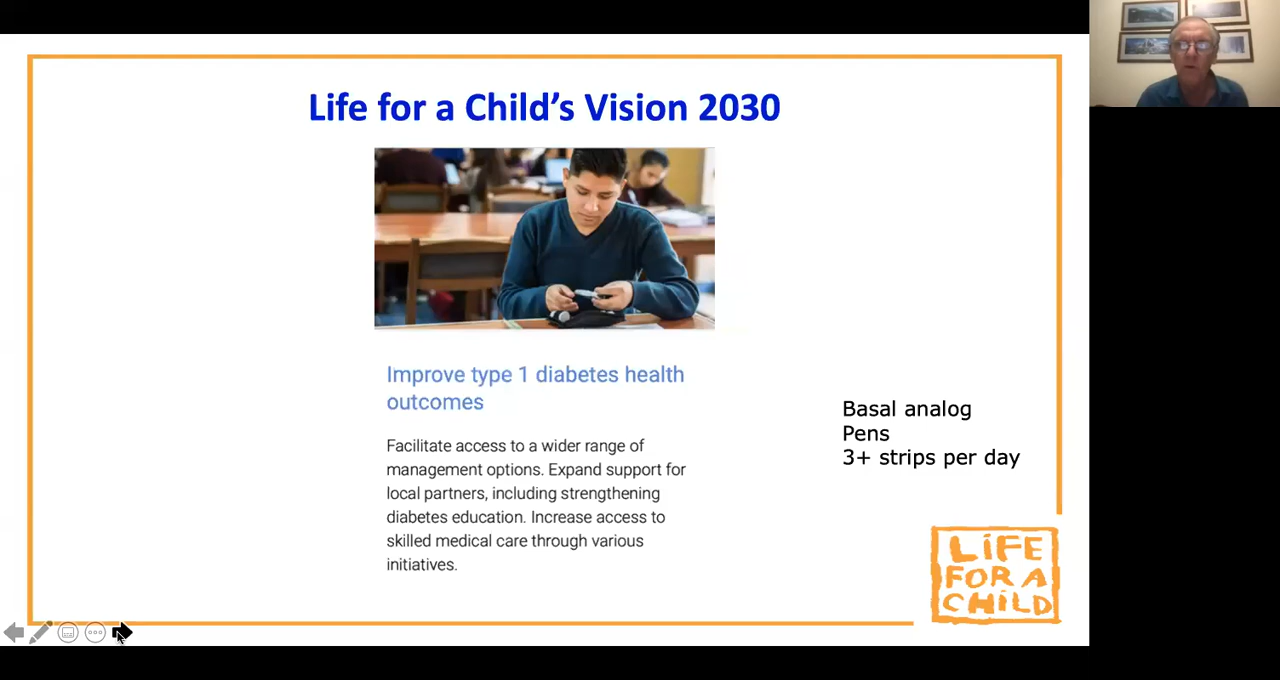 Life for a Child's Vision 2030
Improve type 1 diabetes health
outcomes
Facilitate access to a wider range of
management options. Expand support for
local partners, including strengthening
diabetes education. Increase access to
skilled medical care through various
initiatives.
Basal analog
Pens
3+ strips per day
LiFE
FOR A
CHiLD